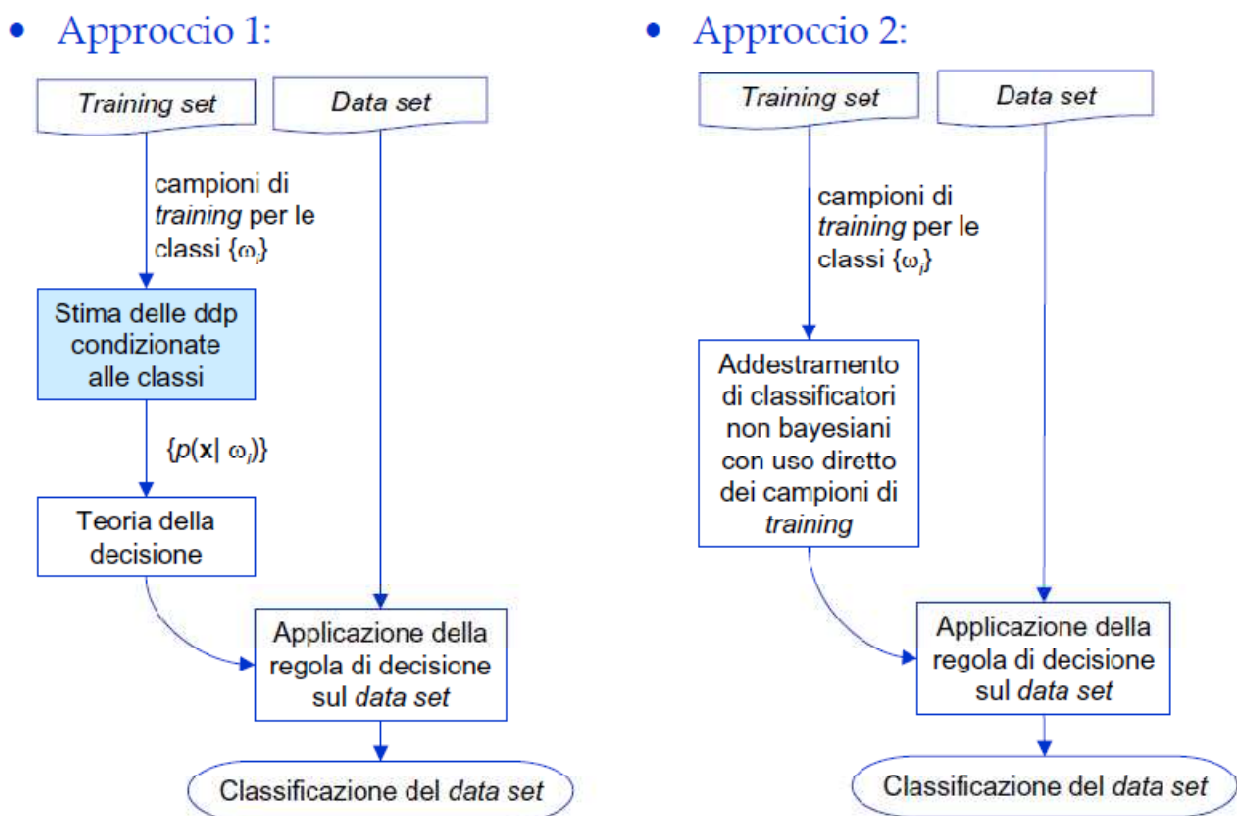 • Approccio 1:
Training set
Data set
campioni di
training per le
classi {ωi}
Stima delle ddp
condizionate
alle classi
{p(x| ωi)}
Teoria della
decisione
Applicazione della
regola di decisione
sul data set
Classificazione del data set
• Approccio 2:
Training set
Data set
campioni di
training per le
classi {ωi}
Addestramento
di classificatori
non bayesiani
con uso diretto
dei campioni di
training
Applicazione della
regola di decisione
sul data set
Classificazione del data set